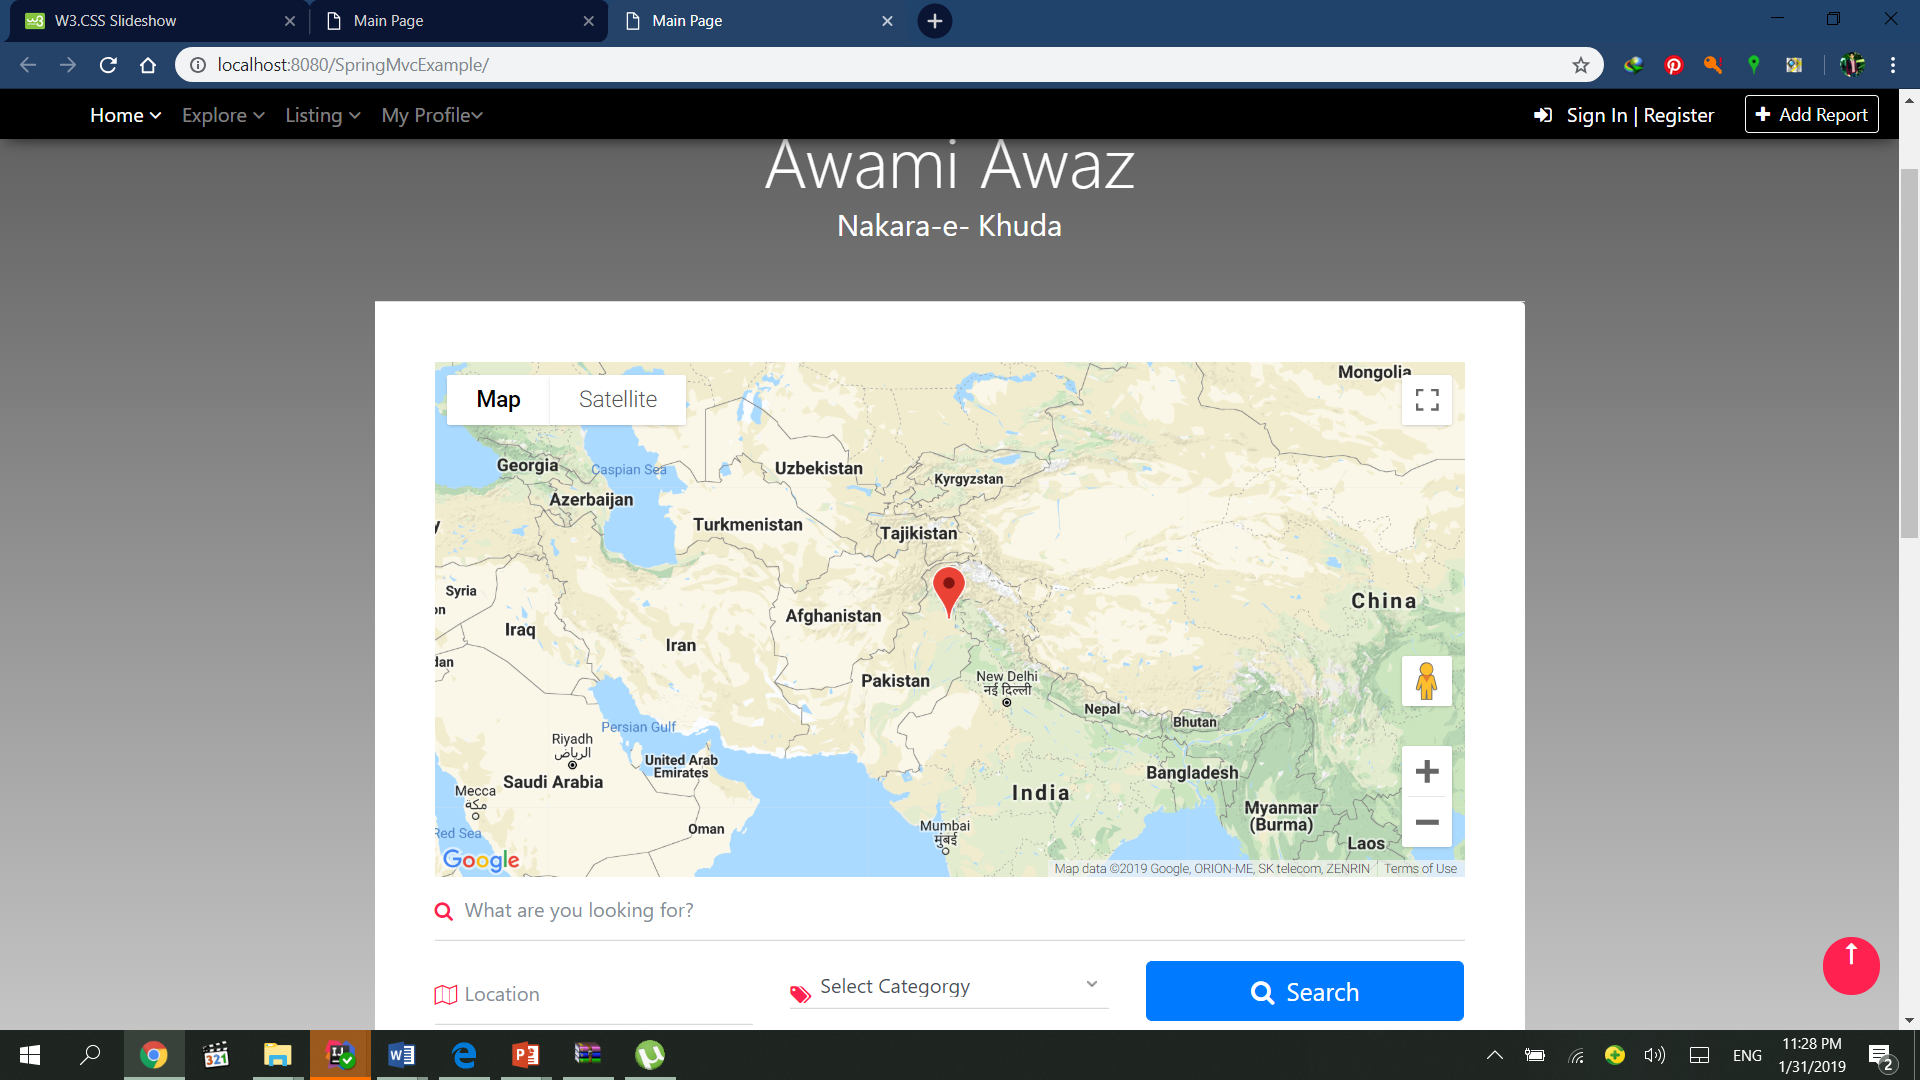 W3.CSS Slideshow
Main Page
Main Page
localhost:8080/SpringMvcExample/
Home
Explore
Listing
My Profile
Sign In | Register
Add Report
Awami Awaz
Nakara-e- Khuda
Map
Satellite
Mongolia
Georgia
Caspian Sea
Uzbekistan
Kyrgyzstan
Azerbaijan
Turkmenistan
Tajikistan
Syria
Afghanistan
China
Iraq
Iran
Pakistan
New Delhi
नई दिल्ली
Nepal
Bhutan
Persian Gulf
Riyadh
الرياض
United Arab
Emirates
Saudi Arabia
Bangladesh
Mecca
مكة
India
Myanmar
(Burma)
Red Sea
Oman
Mumbai
मुंबई
Laos
Google
Map data ©2019 Google, ORION-ME, SK telecom, ZENRIN
Terms of Use
What are you looking for?
Location
Select Categorgy
Search
321
W
P
ENG
11:28 PM
1/31/2019
2